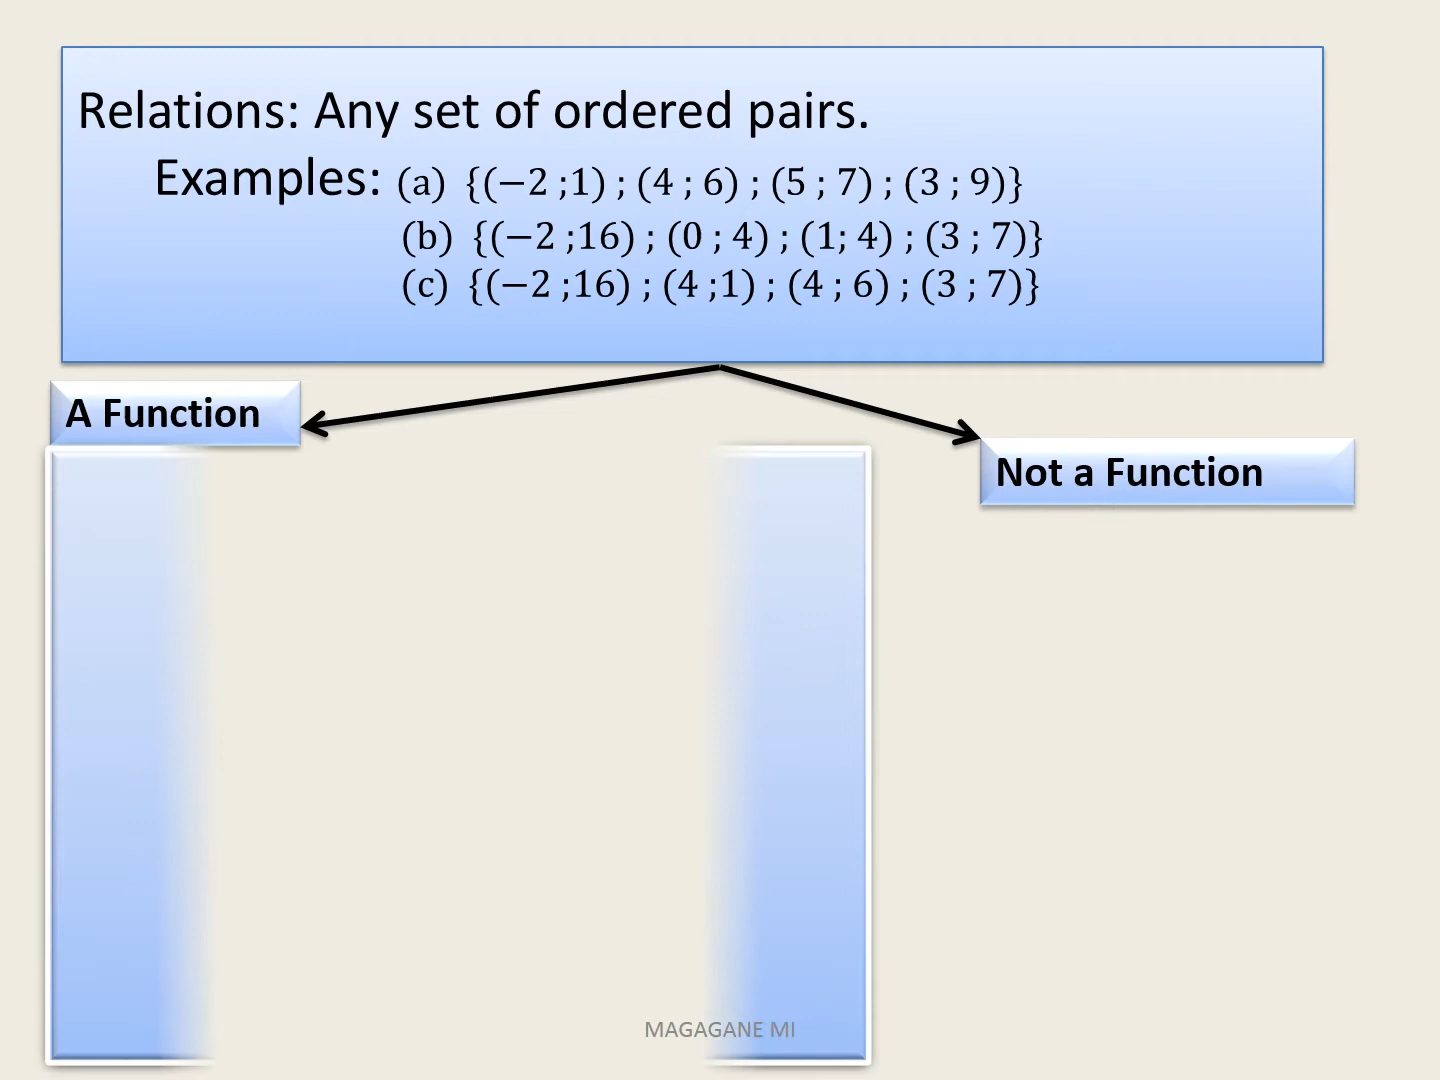 Relations: Any set of ordered pairs.
Examples: (a) {(−2 ;1) ; (4 ; 6) ; (5 ; 7) ; (3 ; 9)}
(b) {(−2 ;16) ; (0 ; 4) ; (1; 4) ; (3 ; 7)}
(c) {(−2 ;16) ; (4 ;1) ; (4 ; 6) ; (3 ; 7)}
A Function
Not a Function
MAGAGANE MI